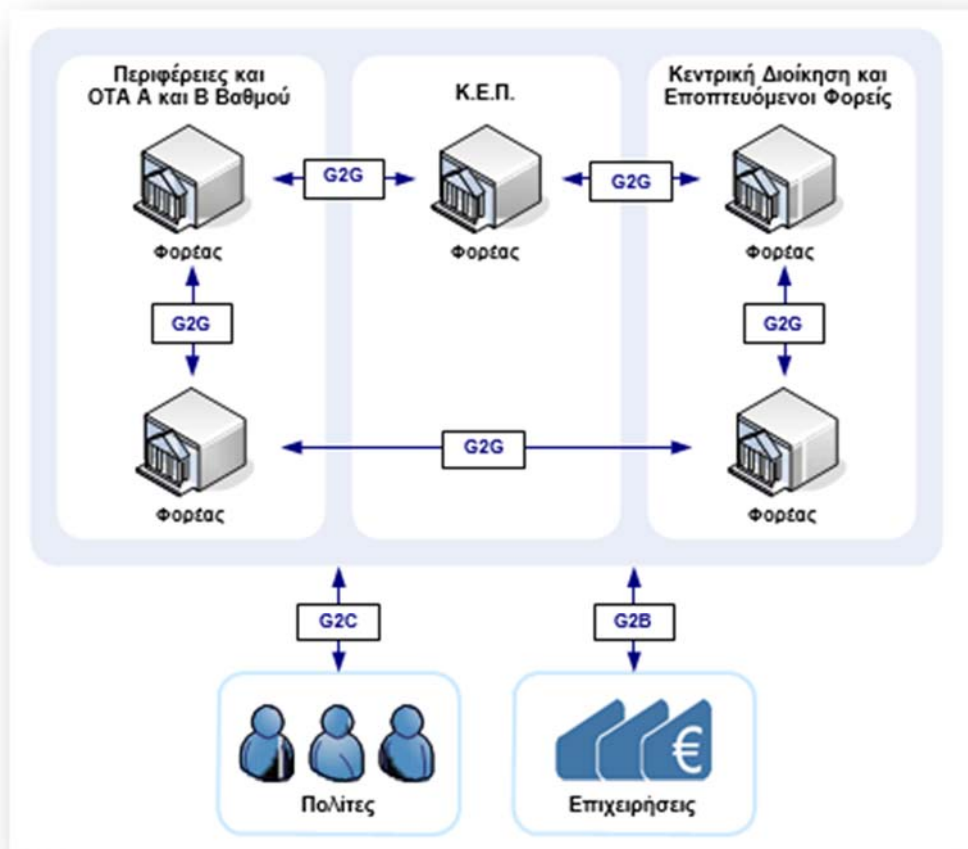 Περιφέρειες και
ΟΤΑ Α και Β Βαθμού
Κ.Ε.Π.
Κεντρική Διοίκηση και
Εποπτευόμενοι Φορείς
G2G
G2G
Φορέας
Φορέας
Φορέας
G2G
G2G
G2G
Φορέας
Φορέας
G2C
G2B
Πολίτες
€
Επιχειρήσεις